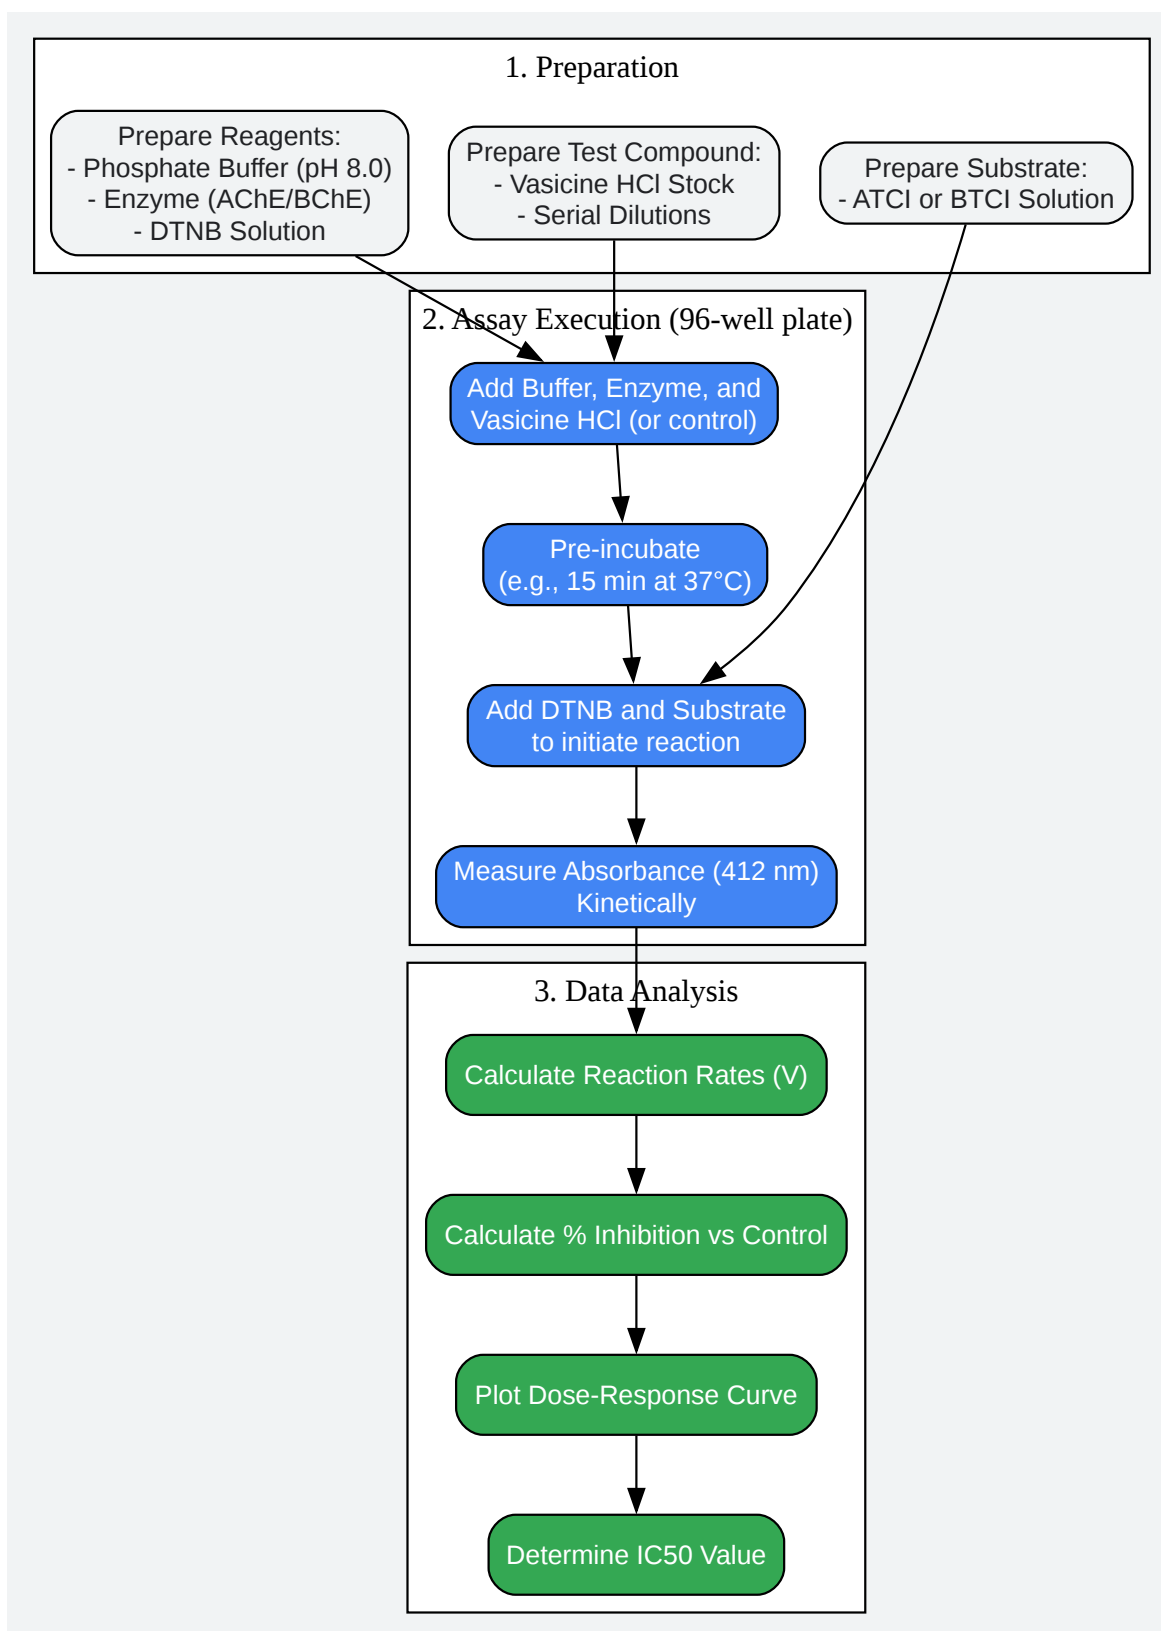 1. Preparation
Prepare Reagents:
- Phosphate Buffer (pH 8.0)
- Enzyme (AChE/BChE)
- DTNB Solution
Prepare Test Compound:
- Vasicine HCl Stock
- Serial Dilutions
Prepare Substrate:
- ATCI or BTCI Solution
2. Assay Execution (96-well plate)
Add Buffer, Enzyme, and
Vasicine HCl (or control)
Pre-incubate
(e.g., 15 min at 37°C)
Add DTNB and Substrate
to initiate reaction
Measure Absorbance (412 nm)
Kinetically
3. Data Analysis
Calculate Reaction Rates (V)
Calculate % Inhibition vs Control
Plot Dose-Response Curve
Determine IC50 Value